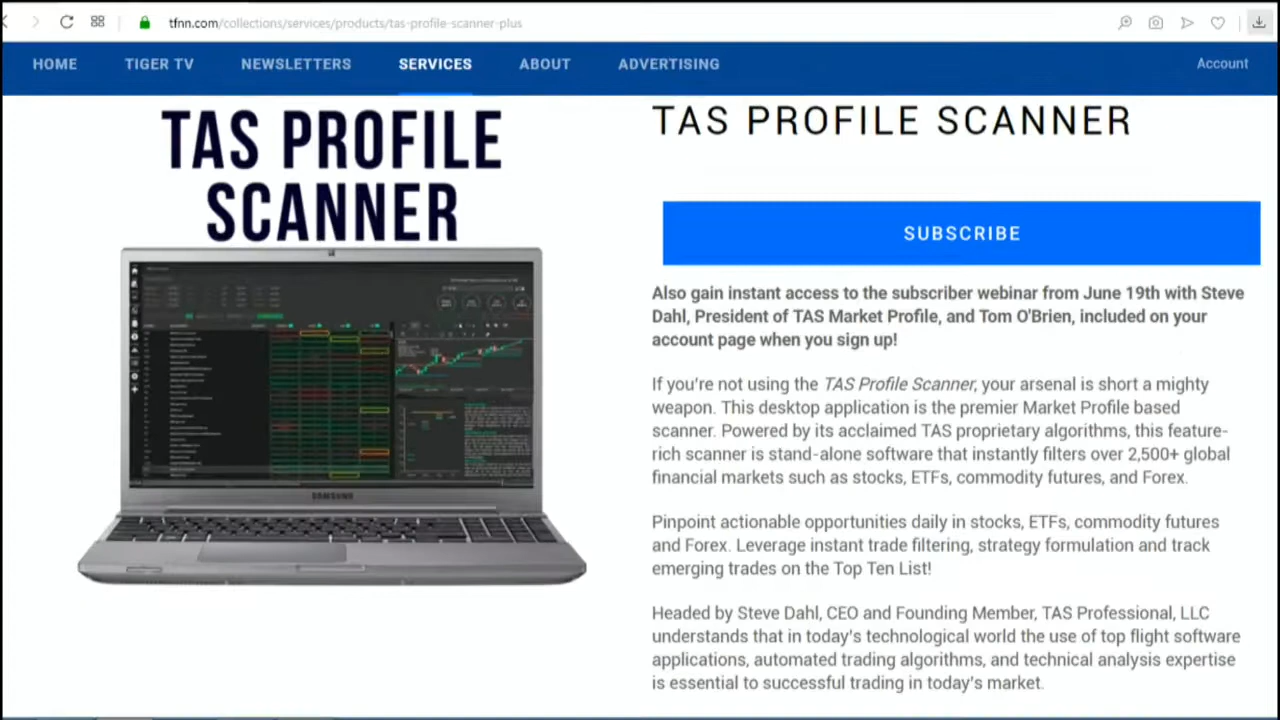 tfnn.com/collections/services/products/tas-profile-scanner-plus
HOME TIGER TV NEWSLETTERS SERVICES ABOUT ADVERTISING Account
TAS PROFILE
SCANNER
SAMSUNG
TAS PROFILE SCANNER
SUBSCRIBE
Also gain instant access to the subscriber webinar from June 19th with Steve
Dahl, President of TAS Market Profile, and Tom O'Brien, included on your
account page when you sign up!
If you're not using the TAS Profile Scanner, your arsenal is short a mighty
weapon. This desktop application is the premier Market Profile based
scanner. Powered by its acclaimed TAS proprietary algorithms, this feature-
rich scanner is stand-alone software that instantly filters over 2,500+ global
financial markets such as stocks, ETFs, commodity futures, and Forex.
Pinpoint actionable opportunities daily in stocks, ETFs, commodity futures
and Forex. Leverage instant trade filtering, strategy formulation and track
emerging trades on the Top Ten List!
Headed by Steve Dahl, CEO and Founding Member, TAS Professional, LLC
understands that in today's technological world the use of top flight software
applications, automated trading algorithms, and technical analysis expertise
is essential to successful trading in today's market.